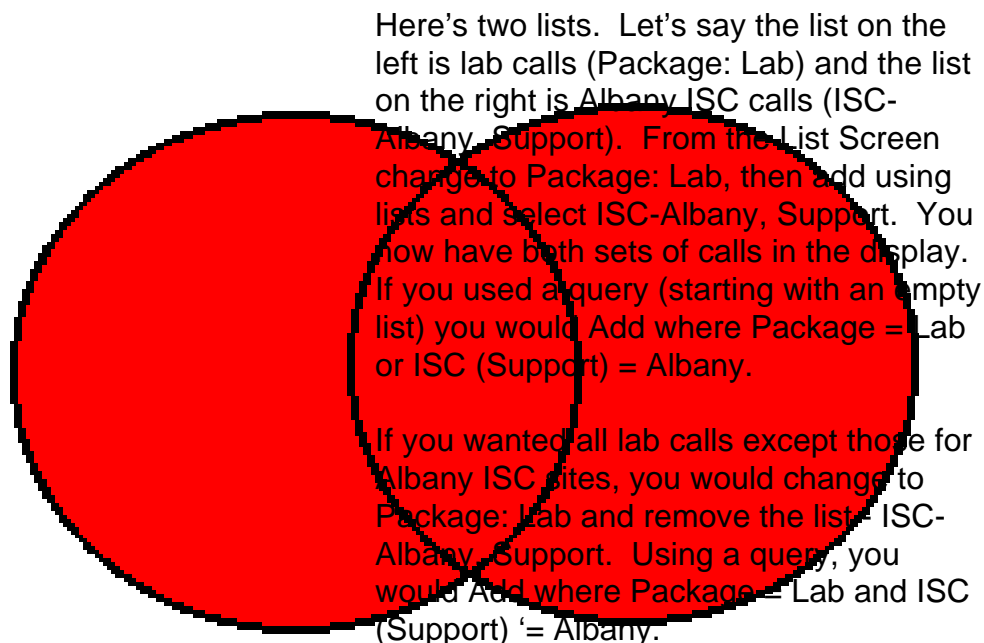 Here’s two lists.  Let’s say the list on the
left is lab calls (Package: Lab) and the list
on the right is Albany ISC calls (ISC-
Albany, Support).  From the List Screen
change to Package: Lab, then add using
lists and select ISC-Albany, Support.  You
now have both sets of calls in the display.
If you used a query (starting with an empty
list) you would Add where Package = Lab
or ISC (Support) = Albany.

If you wanted all lab calls except those for
Albany ISC sites, you would change to
Package: Lab and remove the list - ISC-
Albany, Support.  Using a query, you
would Add where Package = Lab and ISC
(Support) ‘= Albany.